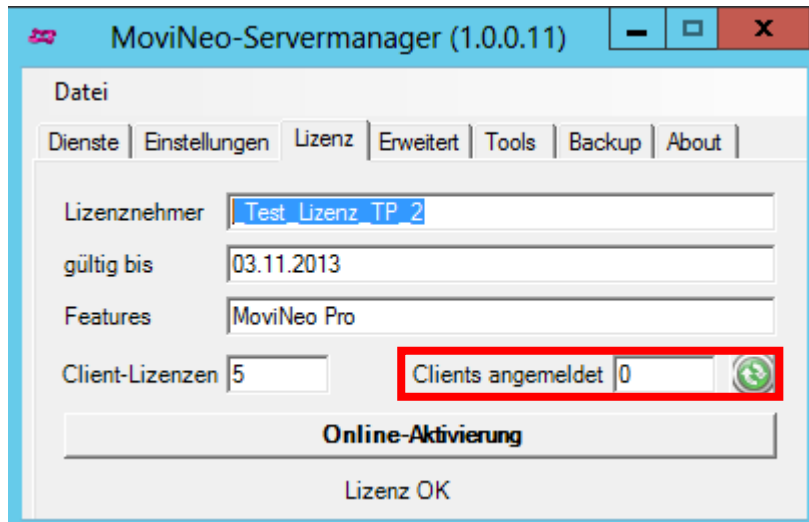 MoviNeo-Servermanager (1.0.0.11)
Datei
Dienste Einstellungen Lizenz Erweitert Tools Backup About
Lizenznehmer _Test_Lizenz_TP_2
gültig bis 03.11.2013
Features MoviNeo Pro
Client-Lizenzen 5 Clients angemeldet 0
Online-Aktivierung
Lizenz OK